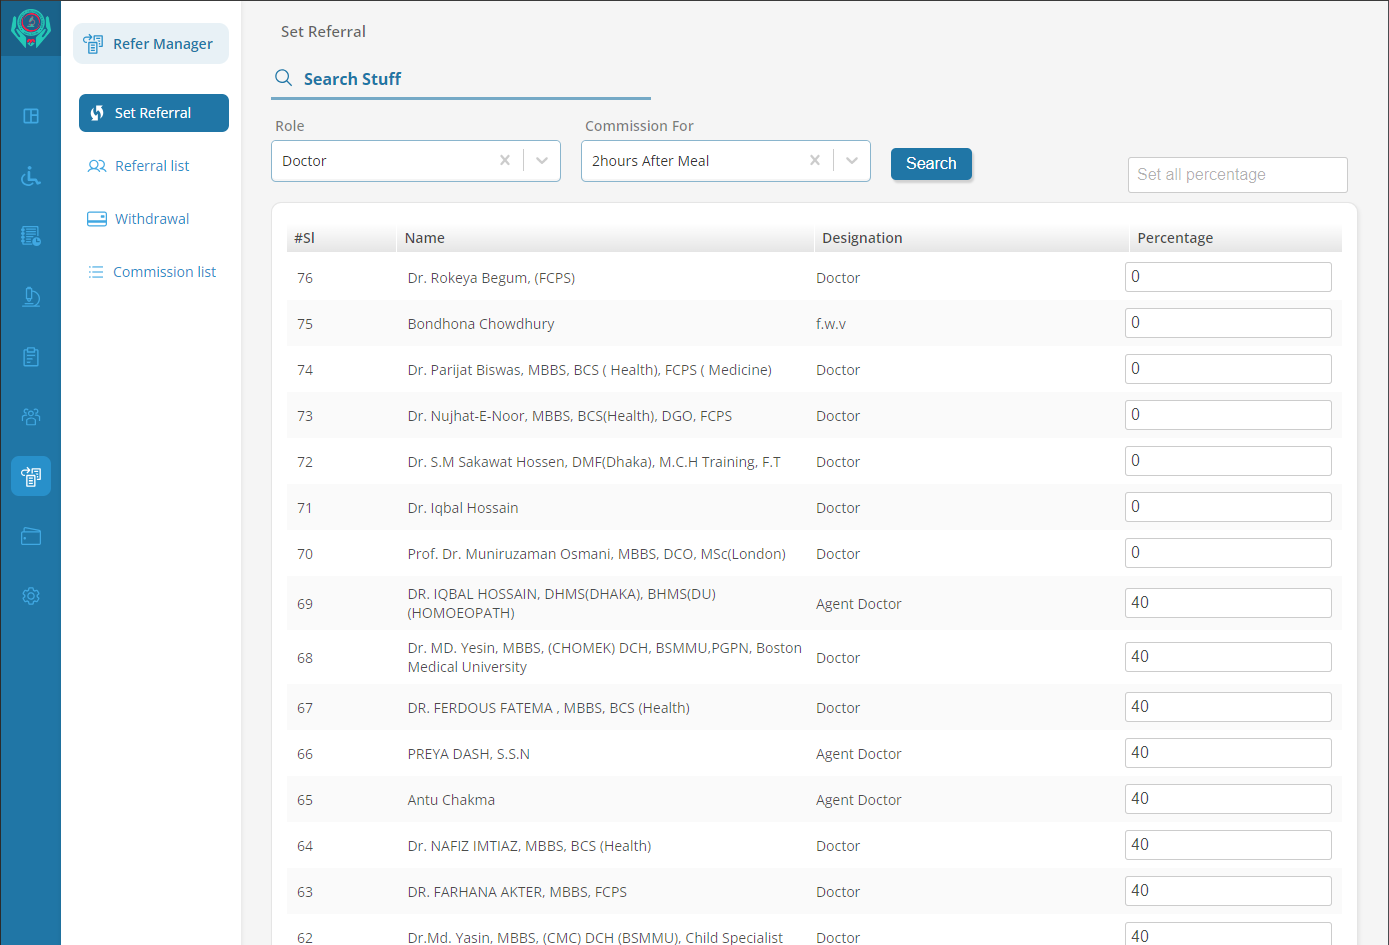 Refer Manager
Set Referral
Referral list
Withdrawal
Commission list
Set Referral
Search Stuff
Role
Commission For
Doctor
2hours After Meal
Search
Set all percentage
#Sl Name Designation Percentage
76 Dr. Rokeya Begum, (FCPS) Doctor 0
75 Bondhona Chowdhury f.w.v 0
74 Dr. Parijat Biswas, MBBS, BCS ( Health), FCPS ( Medicine) Doctor 0
73 Dr. Nujhat-E-Noor, MBBS, BCS(Health), DGO, FCPS Doctor 0
72 Dr. S.M Sakawat Hossen, DMF(Dhaka), M.C.H Training, F.T Doctor 0
71 Dr. Iqbal Hossain Doctor 0
70 Prof. Dr. Muniruzaman Osmani, MBBS, DCO, MSc(London) Doctor 0
69 DR. IQBAL HOSSAIN, DHMS(DHAKA), BHMS(DU)
(HOMOEOPATH) Agent Doctor 40
68 Dr. MD. Yesin, MBBS, (CHOMEK) DCH, BSMMU,PGPN, Boston
Medical University Doctor 40
67 DR. FERDOUS FATEMA , MBBS, BCS (Health) Doctor 40
66 PREYA DASH, S.S.N Agent Doctor 40
65 Antu Chakma Agent Doctor 40
64 Dr. NAFIZ IMTIAZ, MBBS, BCS (Health) Doctor 40
63 DR. FARHANA AKTER, MBBS, FCPS Doctor 40
62 Dr.Md. Yasin, MBBS, (CMC) DCH (BSMMU), Child Specialist Doctor 40